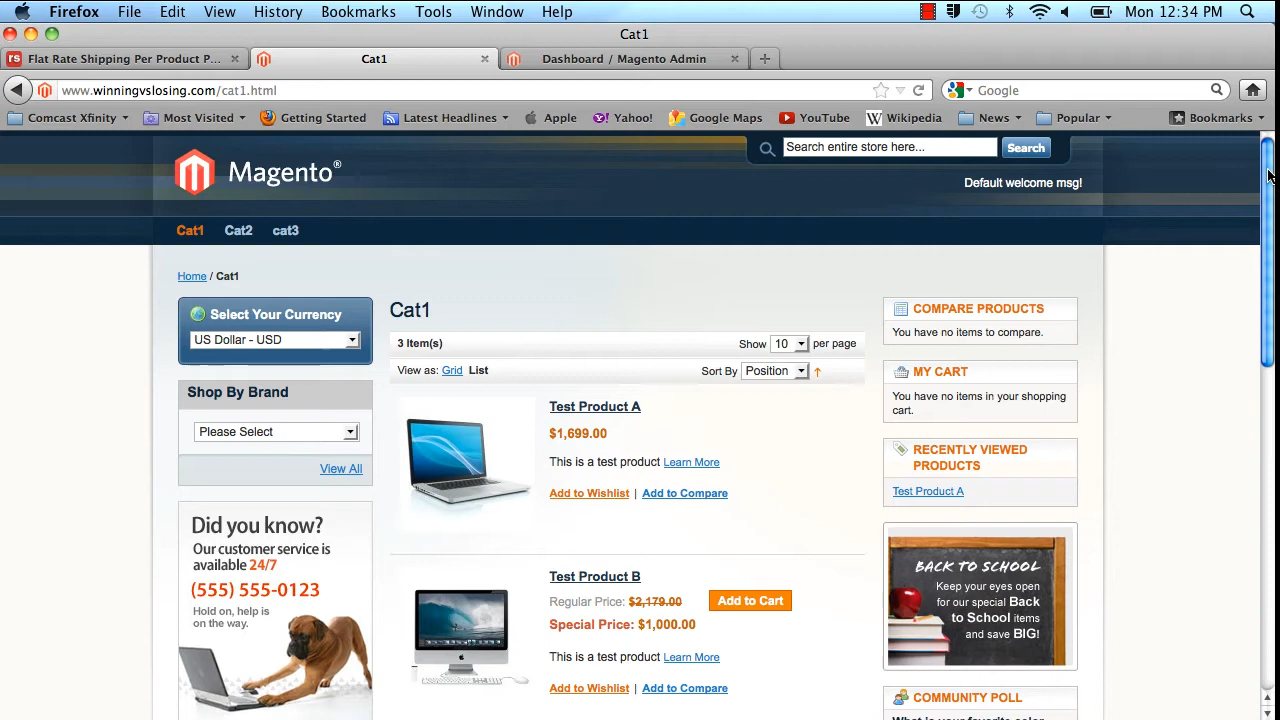 Firefox File Edit View History Bookmarks Tools Window Help Mon 12:34 PM
Cat1
Flat Rate Shipping Per Product P... Cat1 Dashboard / Magento Admin
www.winningvslosing.com/cat1.html Google
Comcast Xfinity Most Visited Getting Started Latest Headlines Apple Yahoo! Google Maps YouTube Wikipedia News Popular Bookmarks
Magento®
Search entire store here... Search
Default welcome msg!
Cat1 Cat2 cat3
Home / Cat1
Select Your Currency
US Dollar - USD
Shop By Brand
Please Select
View All
Did you know?
Our customer service is
available 24/7
(555) 555-0123
Hold on, help is
on the way.
Cat1
3 Item(s) Show 10 per page
View as: Grid List Sort By Position
Test Product A
$1,699.00
This is a test product Learn More
Add to Wishlist | Add to Compare
Test Product B
Regular Price: $2,179.00 Add to Cart
Special Price: $1,000.00
This is a test product Learn More
Add to Wishlist | Add to Compare
COMPARE PRODUCTS
You have no items to compare.
MY CART
You have no items in your shopping
cart.
RECENTLY VIEWED
PRODUCTS
Test Product A
BACK TO SCHOOL
Keep your eyes open
for our special Back
to School items
and save BIG!
COMMUNITY POLL